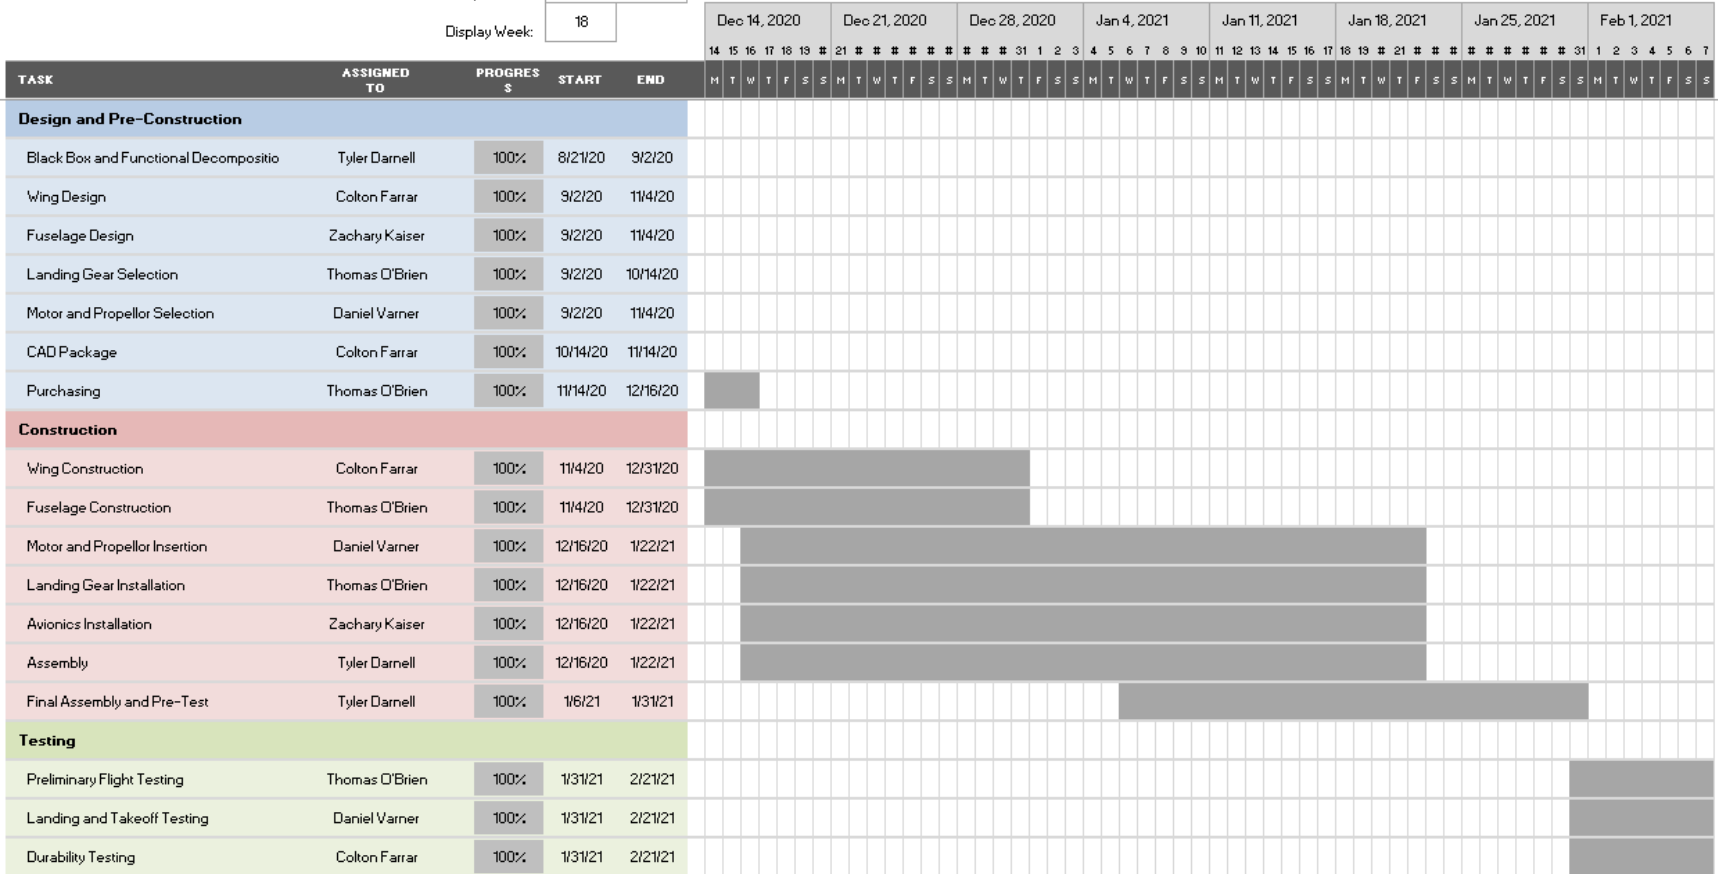 Display Week: 18
Dec 14, 2020 Dec 21, 2020 Dec 28, 2020 Jan 4, 2021 Jan 11, 2021 Jan 18, 2021 Jan 25, 2021 Feb 1, 2021
14 15 16 17 18 19 # 21 # # # # # # # # # 31 1 2 3 4 5 6 7 8 9 10 11 12 13 14 15 16 17 18 19 # 21 # # # # # # # # # 31 1 2 3 4 5 6 7
TASK ASSIGNED TO PROGRES S START END M T W T F S S M T W T F S S M T W T F S S M T W T F S S M T W T F S S M T W T F S S M T W T F S S M T W T F S S
Design and Pre-Construction
Black Box and Functional Decompositio Tyler Darnell 100% 8/21/20 9/2/20
Wing Design Colton Farrar 100% 9/2/20 11/4/20
Fuselage Design Zachary Kaiser 100% 9/2/20 11/4/20
Landing Gear Selection Thomas O'Brien 100% 9/2/20 10/14/20
Motor and Propellor Selection Daniel Varner 100% 9/2/20 11/4/20
CAD Package Colton Farrar 100% 10/14/20 11/14/20
Purchasing Thomas O'Brien 100% 11/14/20 12/16/20
Construction
Wing Construction Colton Farrar 100% 11/4/20 12/31/20
Fuselage Construction Thomas O'Brien 100% 11/4/20 12/31/20
Motor and Propellor Insertion Daniel Varner 100% 12/16/20 1/22/21
Landing Gear Installation Thomas O'Brien 100% 12/16/20 1/22/21
Avionics Installation Zachary Kaiser 100% 12/16/20 1/22/21
Assembly Tyler Darnell 100% 12/16/20 1/22/21
Final Assembly and Pre-Test Tyler Darnell 100% 1/6/21 1/31/21
Testing
Preliminary Flight Testing Thomas O'Brien 100% 1/31/21 2/21/21
Landing and Takeoff Testing Daniel Varner 100% 1/31/21 2/21/21
Durability Testing Colton Farrar 100% 1/31/21 2/21/21